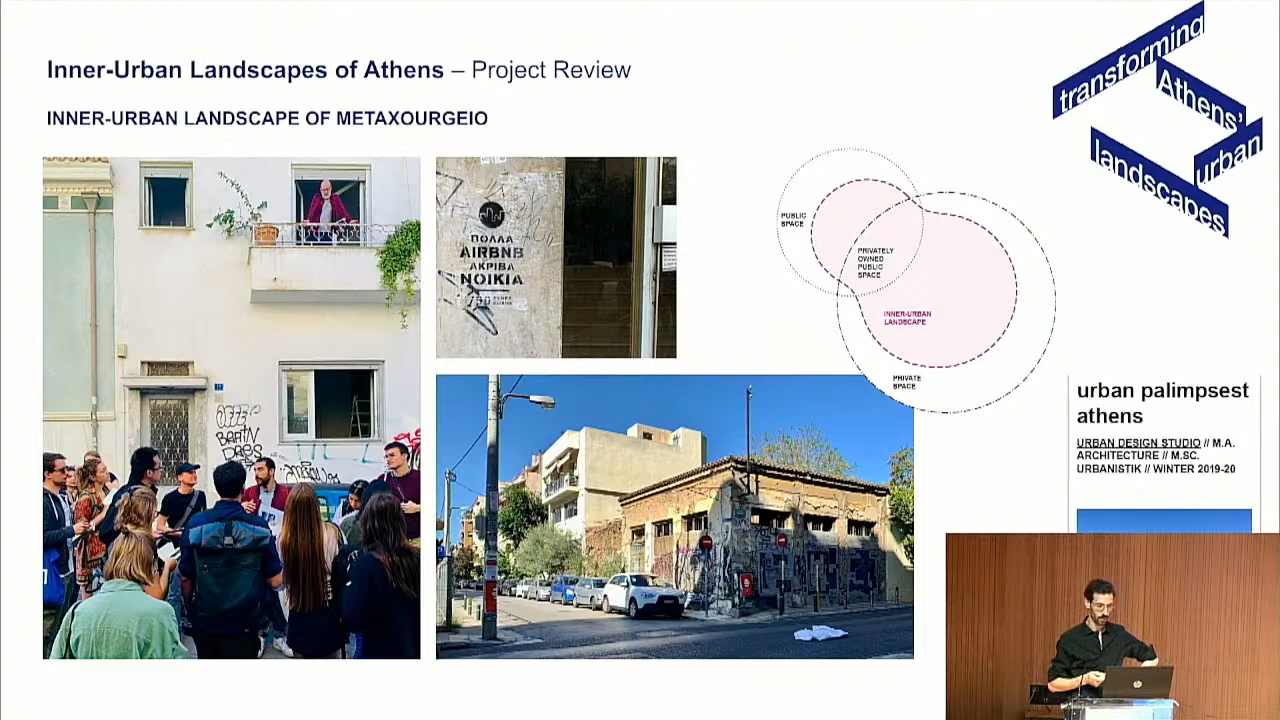 Inner-Urban Landscapes of Athens – Project Review
INNER-URBAN LANDSCAPE OF METAXOURGEIO
transforming
Athens'
urban
landscapes
ΠΟΛΛΑ
AIRBNB
ΑΚΡΙΒΑ
ΝΟΙΚΙΑ
PUBLIC
SPACE
PRIVATELY
OWNED
PUBLIC
SPACE
INNER-URBAN
LANDSCAPE
PRIVATE
SPACE
urban palimpsest
athens
URBAN DESIGN STUDIO // M.A.
ARCHITECTURE // M.SC.
URBANISTIK // WINTER 2019-20